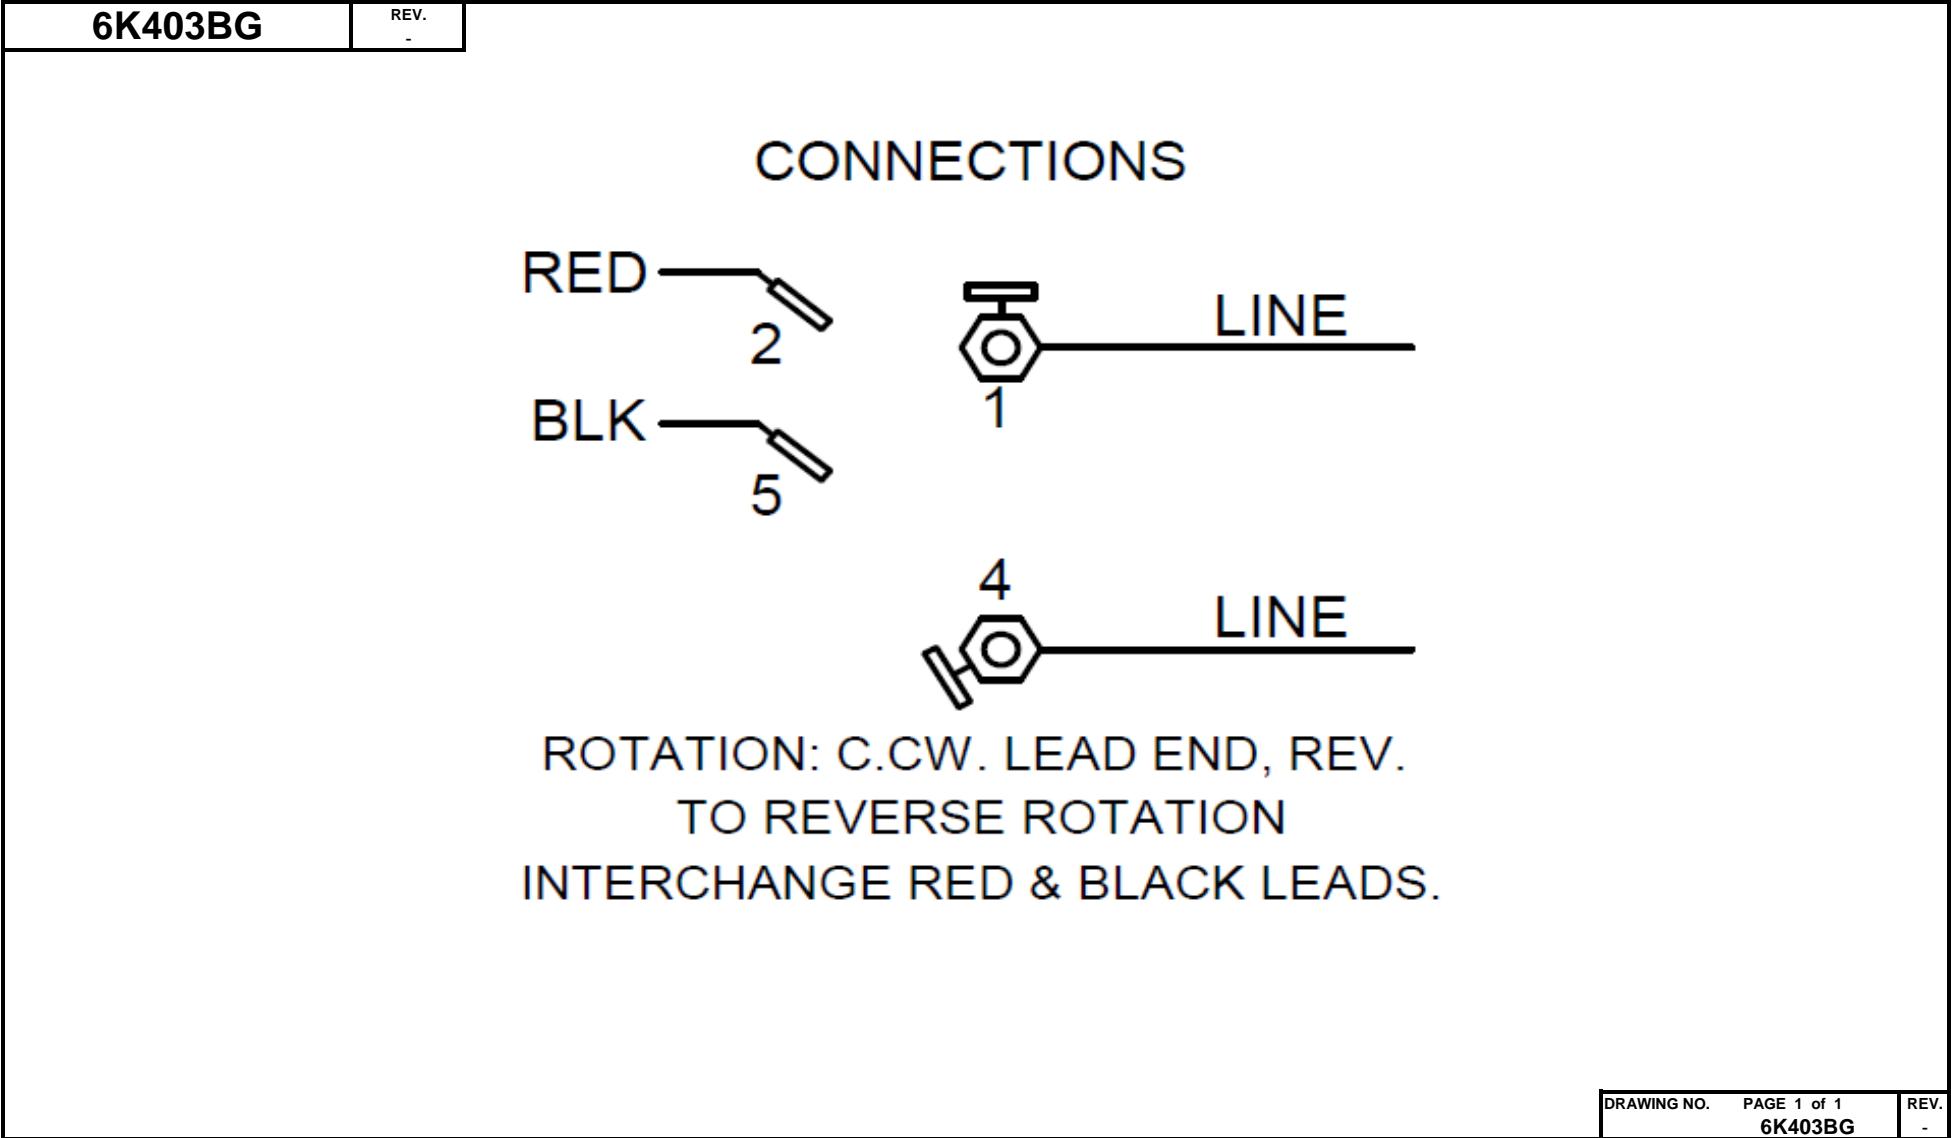 6K403BG
REV.
-
CONNECTIONS
RED
2
LINE
1
BLK
5
4
LINE
ROTATION: C.CW. LEAD END, REV.
TO REVERSE ROTATION
INTERCHANGE RED & BLACK LEADS.
DRAWING NO. PAGE 1 of 1 REV.
6K403BG -